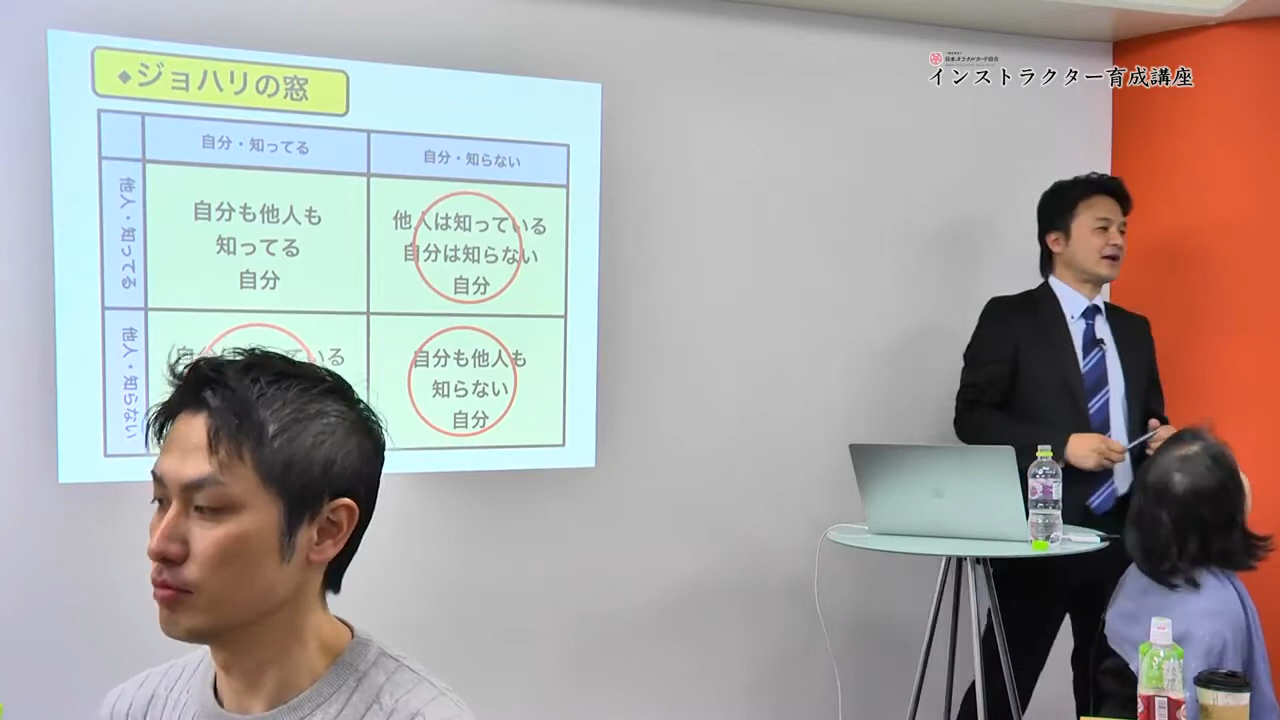 ◆ジョハリの窓
自分・知ってる
自分・知らない
他人・知ってる
自分も他人も
知ってる
自分
他人は知っている
自分は知らない
自分
他人・知らない
自分も他人も
知らない
自分
インストラクター育成講座